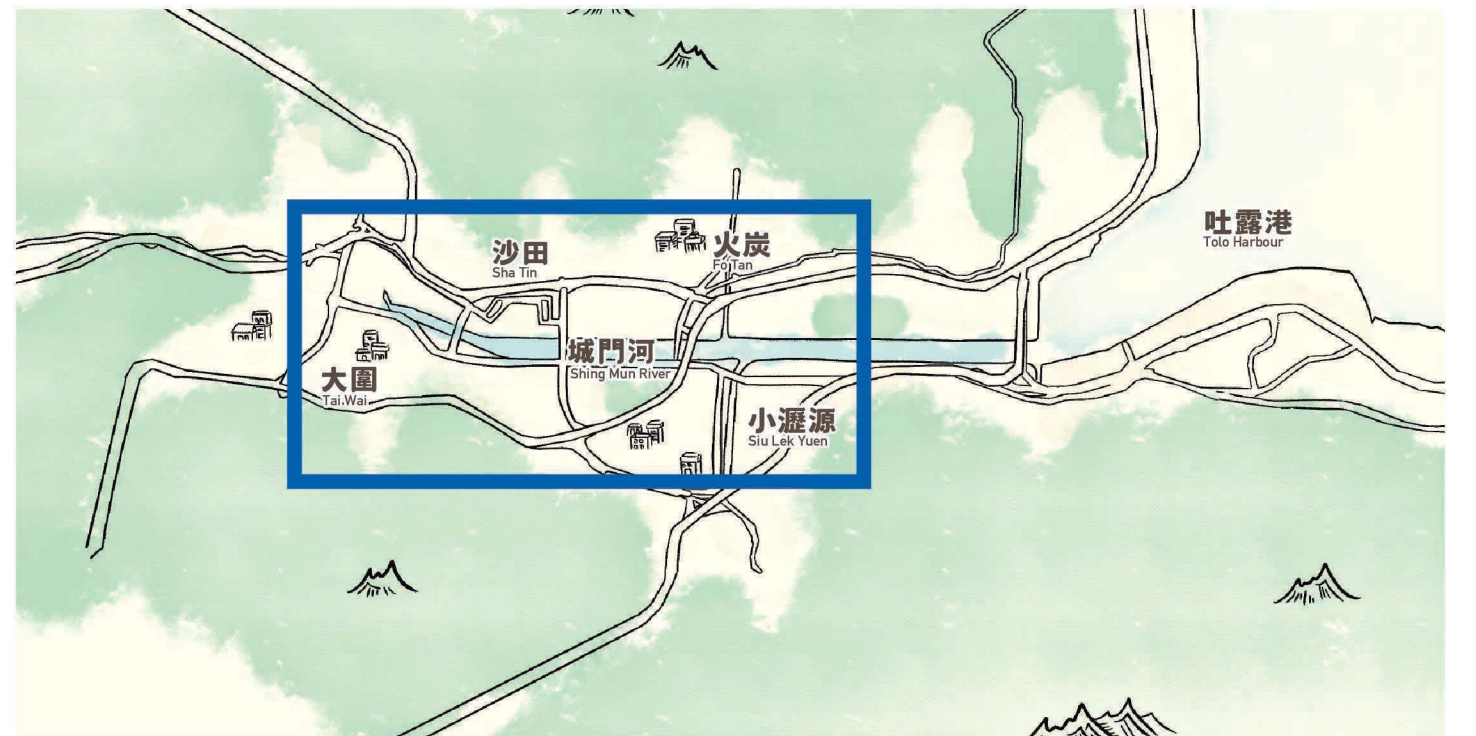 沙田
Sha Tin
火炭
Fo Tan
吐露港
Tolo Harbour
城門河
Shing Mun River
大圍
Tai Wai
小瀝源
Siu Lek Yuen